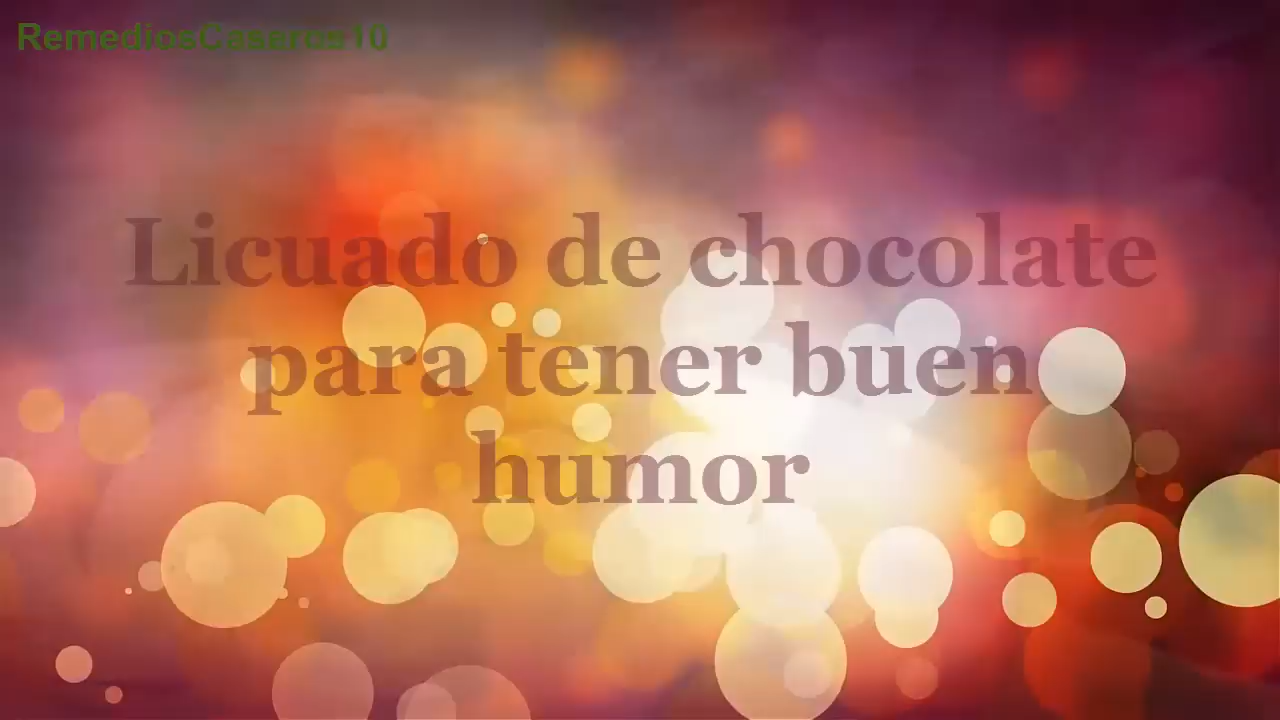 RemediosCaseros10
Licuado de chocolate
para tener buen
humor